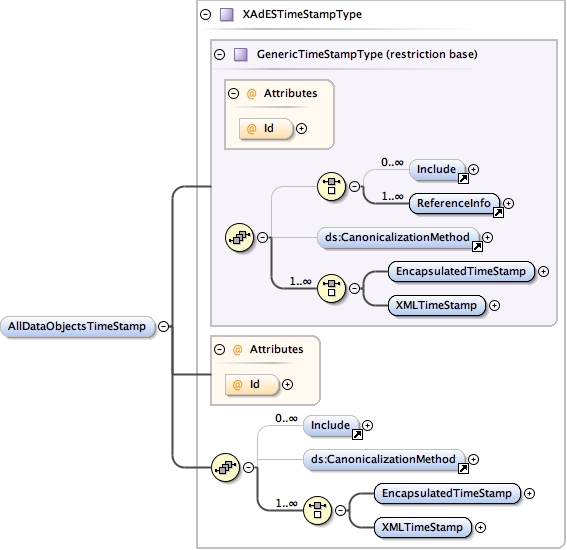 XAdESTimeStampType
GenericTimeStampType (restriction base)
@ Attributes
@ Id
0..∞
Include
1..∞
ReferenceInfo
ds:CanonicalizationMethod
1..∞
EncapsulatedTimeStamp
XMLTimeStamp
AllDataObjectsTimeStamp
@ Attributes
@ Id
0..∞
Include
ds:CanonicalizationMethod
1..∞
EncapsulatedTimeStamp
XMLTimeStamp